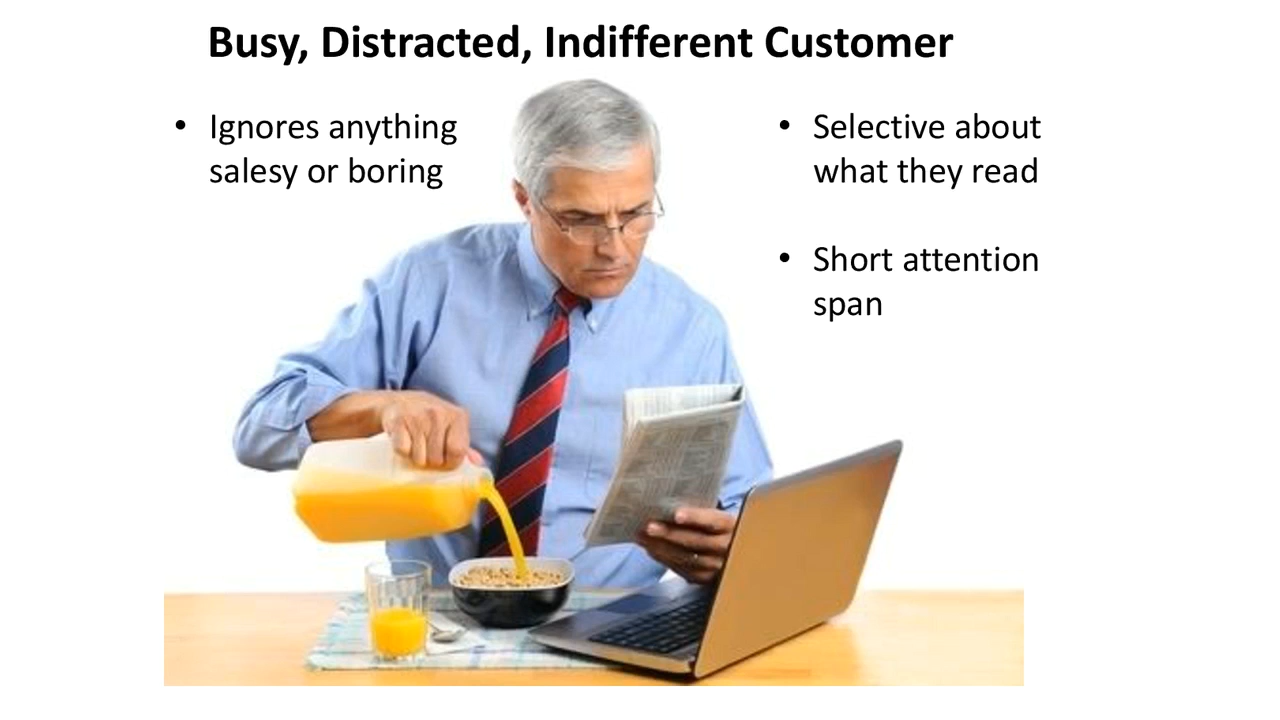 Busy, Distracted, Indifferent Customer
• Ignores anything
salesy or boring
• Selective about
what they read
• Short attention
span